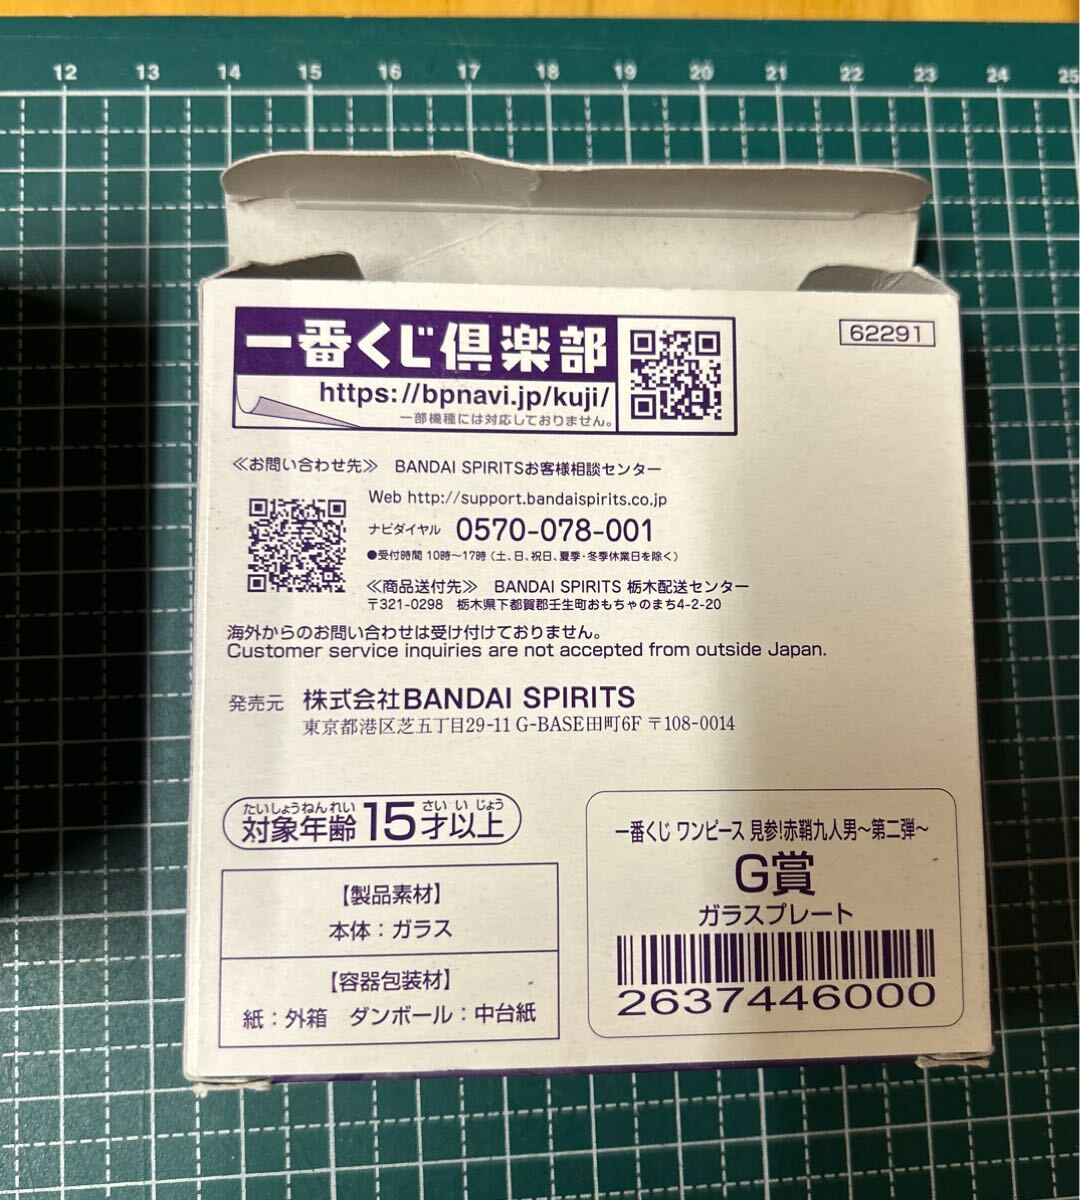 12 13 14 15 16 17 18 19 20 21 22 23 24 25
一番くじ倶楽部
https://bpnavi.jp/kuji/
一部機種には対応しておりません。
62291
≪お問い合わせ先≫ BANDAI SPIRITSお客様相談センター
Web http://support.bandaispirits.co.jp
ナビダイヤル 0570-078-001
●受付時間 10時〜17時(土、日、祝日、夏季・冬季休業日を除く)
≪商品送付先≫ BANDAI SPIRITS 栃木配送センター
〒321-0298 栃木県下都賀郡壬生町おもちゃのまち4-2-20
海外からのお問い合わせは受け付けておりません。
Customer service inquiries are not accepted from outside Japan.
発売元 株式会社BANDAI SPIRITS
東京都港区芝五丁目29-11 G-BASE田町6F 〒108-0014
たいしょうねんれい さい いじょう
対象年齢15才以上
【製品素材】
本体：ガラス
【容器包装材】
紙：外箱 ダンボール：中台紙
一番くじ ワンピース 見参!赤鞘九人男〜第二弾〜
G賞
ガラスプレート
2637446000